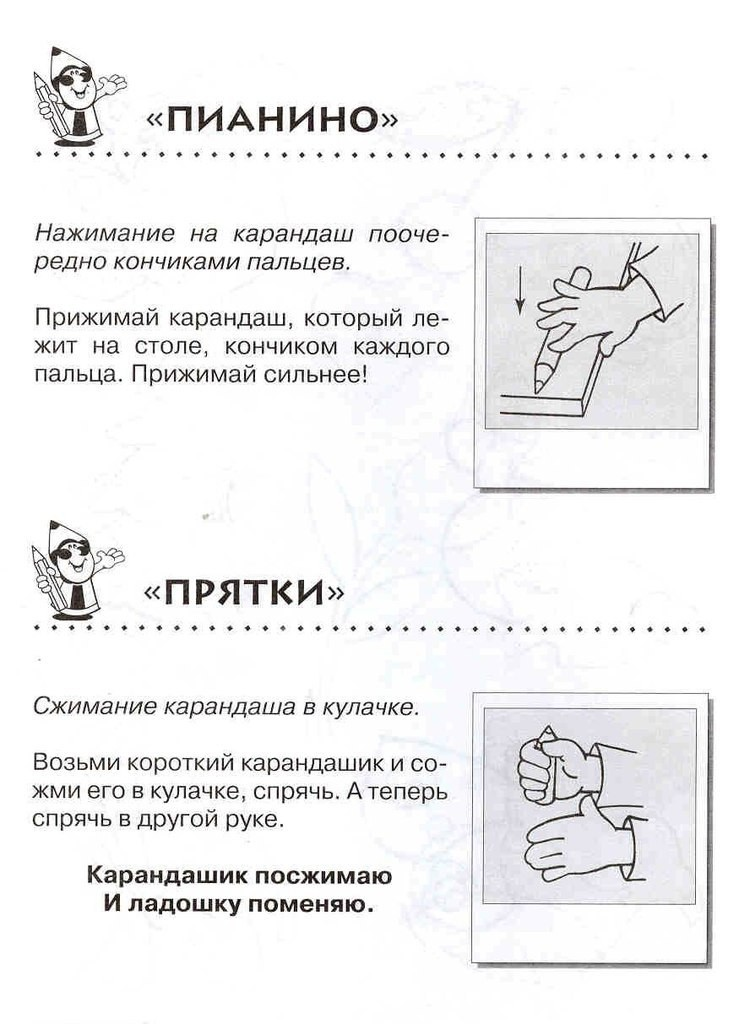 «ПИАНИНО»
Нажимание на карандаш пооче-
редно кончиками пальцев.
Прижимай карандаш, который ле-
жит на столе, кончиком каждого
пальца. Прижимай сильнее!
«ПРЯТКИ»
Сжимание карандаша в кулачке.
Возьми короткий карандашик и со-
жми его в кулачке, спрячь. А теперь
спрячь в другой руке.
Карандашик посжимаю
И ладошку поменяю.